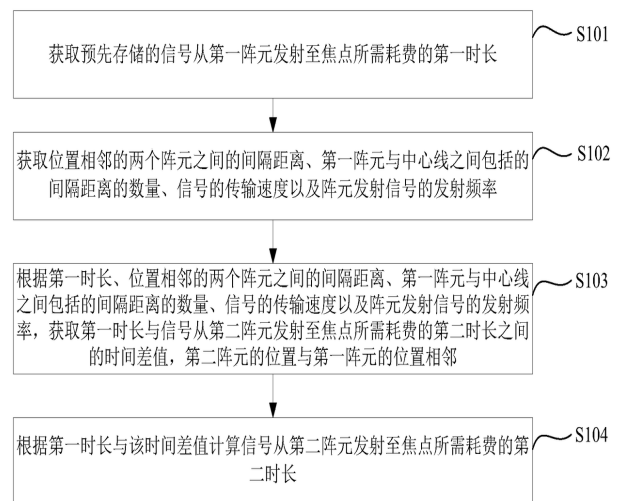 获取预先存储的信号从第一阵元发射至焦点所需耗费的第一时长
S101
获取位置相邻的两个阵元之间的间隔距离、第一阵元与中心线之间包括的
间隔距离的数量、信号的传输速度以及阵元发射信号的发射频率
S102
根据第一时长、位置相邻的两个阵元之间的间隔距离、第一阵元与中心线
之间包括的间隔距离的数量、信号的传输速度以及阵元发射信号的发射频
率，获取第一时长与信号从第二阵元发射至焦点所需耗费的第二时长之间
的时间差值，第二阵元的位置与第一阵元的位置相邻
S103
根据第一时长与该时间差值计算信号从第二阵元发射至焦点所需耗费的第
二时长
S104